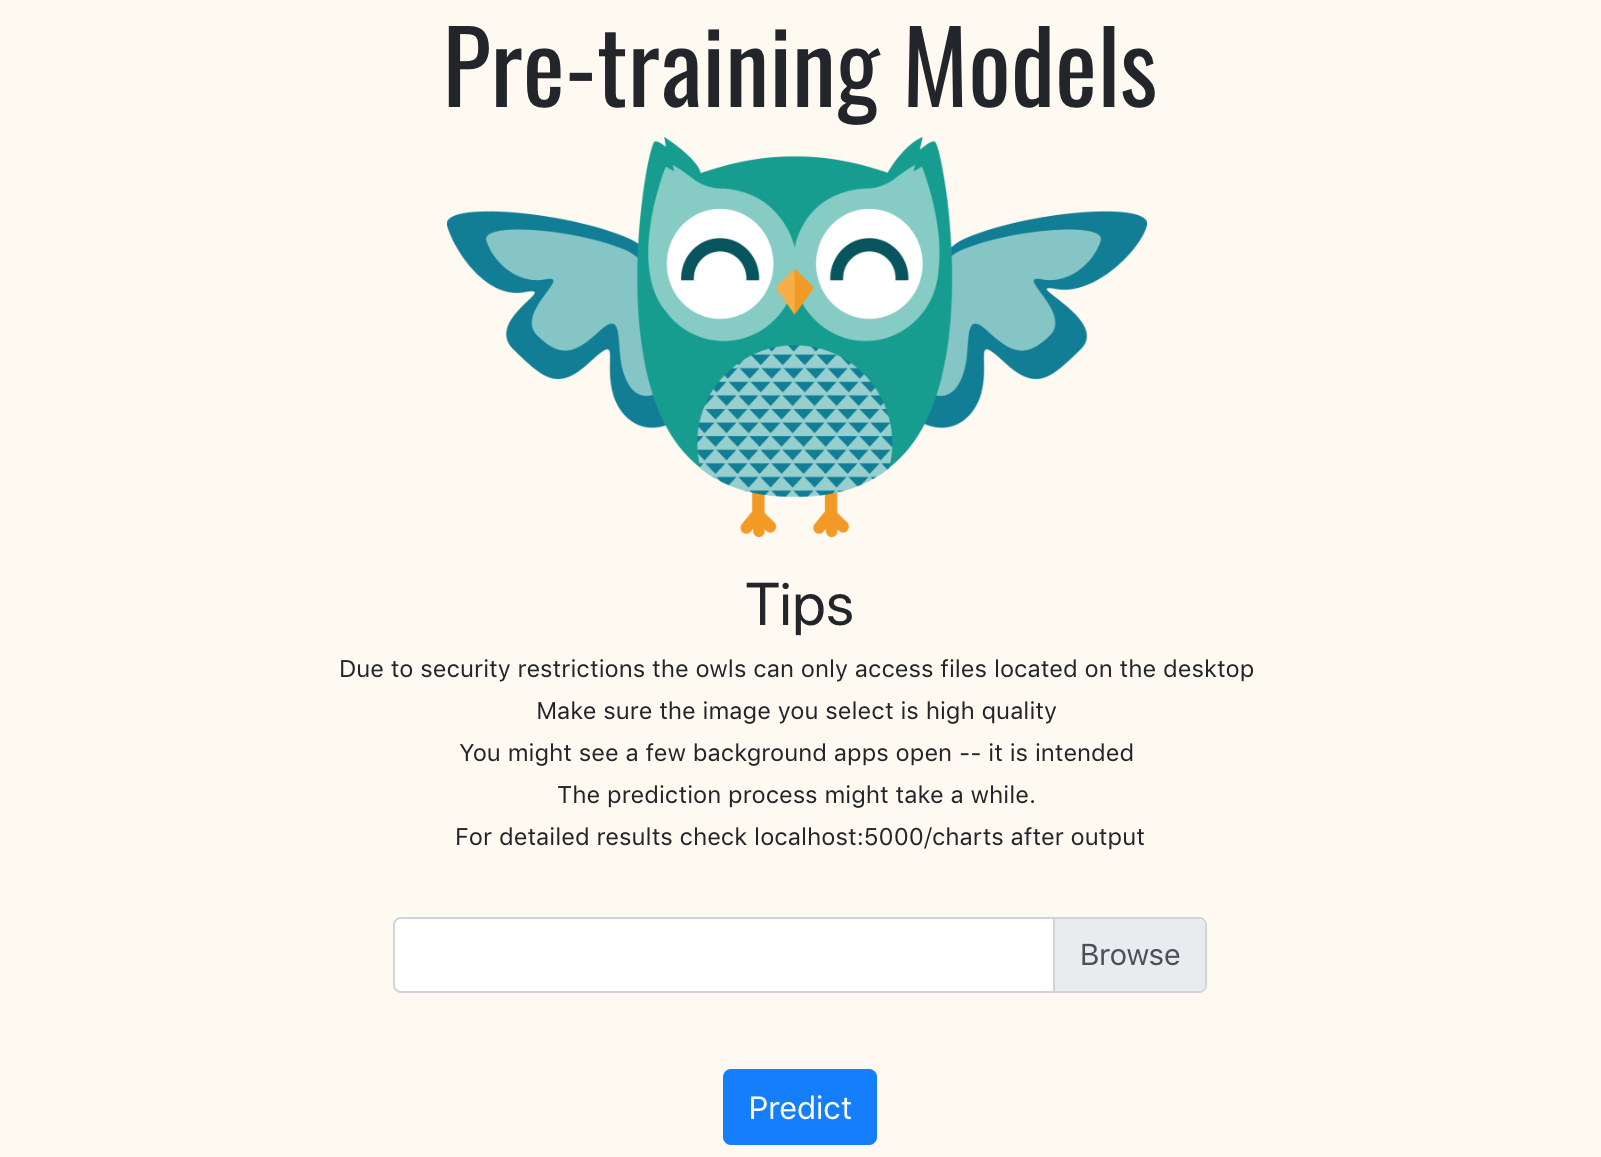 Pre-training Models
Tips
Due to security restrictions the owls can only access files located on the desktop
Make sure the image you select is high quality
You might see a few background apps open -- it is intended
The prediction process might take a while.
For detailed results check localhost:5000/charts after output
Browse
Predict